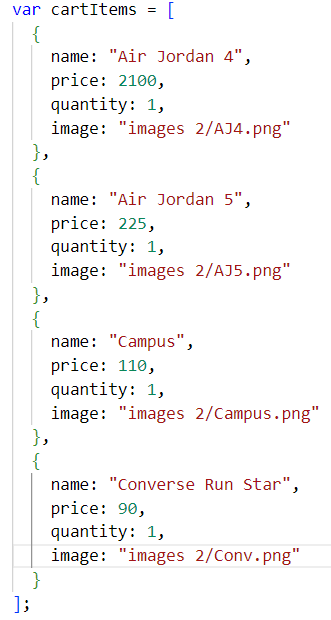 var cartItems = [
  {
    name: "Air Jordan 4",
    price: 2100,
    quantity: 1,
    image: "images 2/AJ4.png"
  },
  {
    name: "Air Jordan 5",
    price: 225,
    quantity: 1,
    image: "images 2/AJ5.png"
  },
  {
    name: "Campus",
    price: 110,
    quantity: 1,
    image: "images 2/Campus.png"
  },
  {
    name: "Converse Run Star",
    price: 90,
    quantity: 1,
    image: "images 2/Conv.png"
  }
];